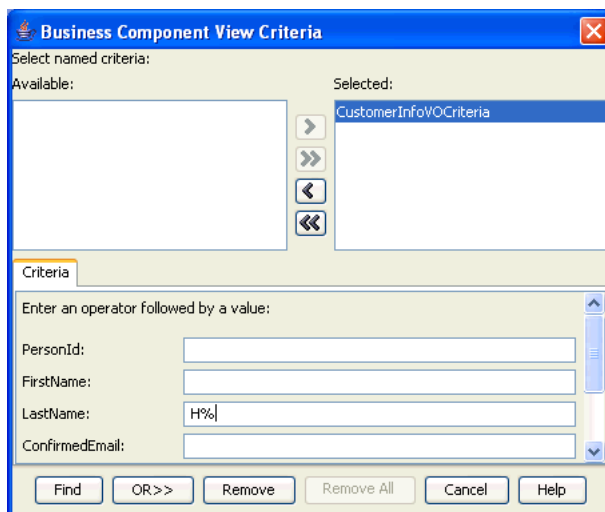 Business Component View Criteria
Select named criteria:
Available:
Selected:
CustomerInfoVOCriteria
Criteria
Enter an operator followed by a value:
PersonId:
FirstName:
LastName: H%
ConfirmedEmail:
Find OR>> Remove Remove All Cancel Help